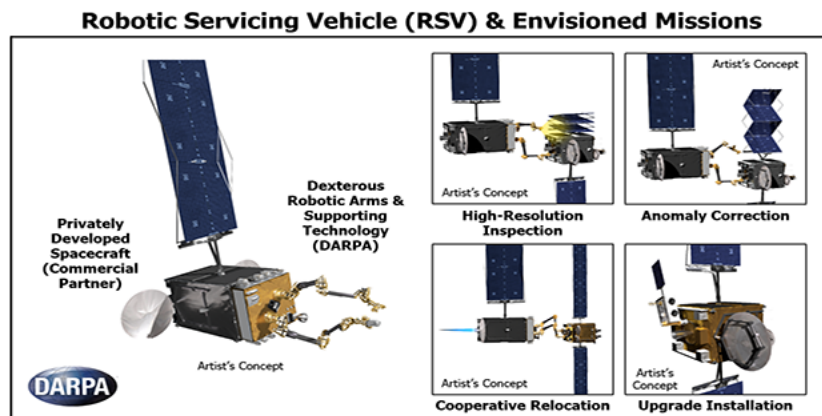 Robotic Servicing Vehicle (RSV) & Envisioned Missions
Privately
Developed
Spacecraft
(Commercial
Partner)
Dexterous
Robotic Arms &
Supporting
Technology
(DARPA)
Artist's Concept
DARPA
Artist's Concept
High-Resolution
Inspection
Artist's Concept
Anomaly Correction
Artist's Concept
Cooperative Relocation
Artist's
Concept
Upgrade Installation